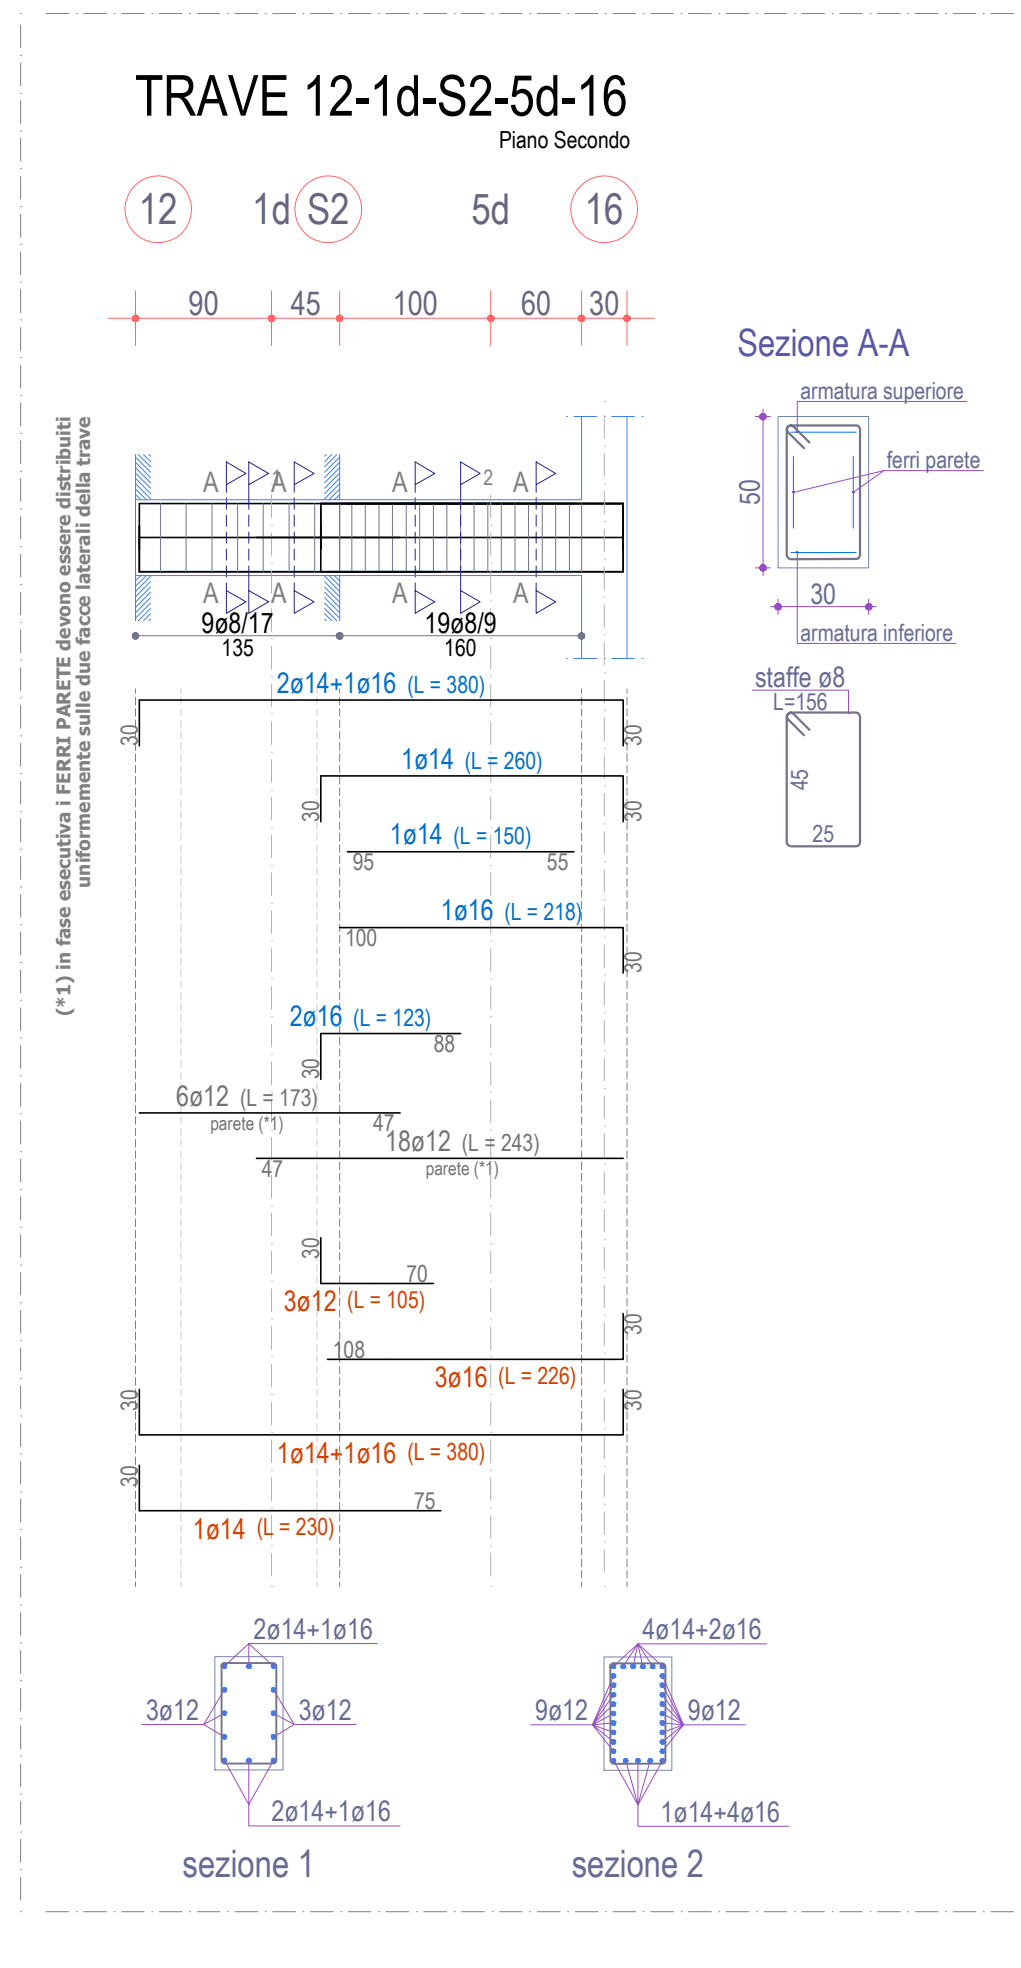 TRAVE 12-1d-S2-5d-16
Piano Secondo
12 1d S2 5d 16
90 45 100 60 30
Sezione A-A
armatura superiore
ferri parete
50
30
armatura inferiore
staffe ø8
L=156
45
25
(*1) in fase esecutiva i FERRI PARETE devono essere distribuiti
uniformemente sulle due facce laterali della trave
A 1 A A 2 A
A A A A
9ø8/17 19ø8/9
135 160
2ø14+1ø16 (L = 380)
30 30
1ø14 (L = 260)
30 30
1ø14 (L = 150)
95 55
1ø16 (L = 218)
100 30
2ø16 (L = 123)
30 88
6ø12 (L = 173)
parete (*1) 47
18ø12 (L = 243)
47 parete (*1)
30 70
3ø12 (L = 105)
108 30
3ø16 (L = 226)
30 30
1ø14+1ø16 (L = 380)
30 75
1ø14 (L = 230)
2ø14+1ø16
3ø12 3ø12
2ø14+1ø16
sezione 1
4ø14+2ø16
9ø12 9ø12
1ø14+4ø16
sezione 2